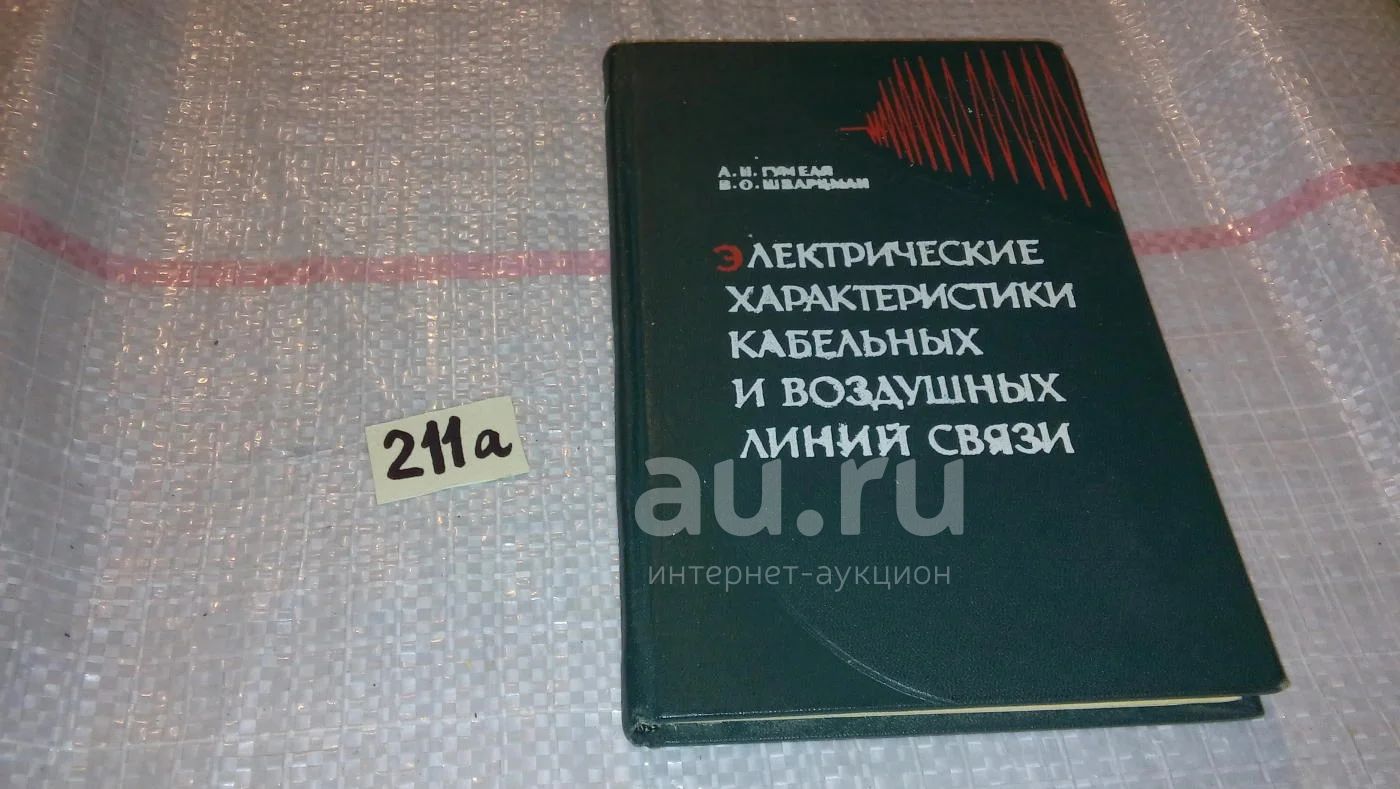 А. Н. ГУМЕЛЯ
В. О. ШВАРЦМАН
ЭЛЕКТРИЧЕСКИЕ
ХАРАКТЕРИСТИКИ
КАБЕЛЬНЫХ
И ВОЗДУШНЫХ
ЛИНИЙ СВЯЗИ
211а
au.ru
интернет-аукцион